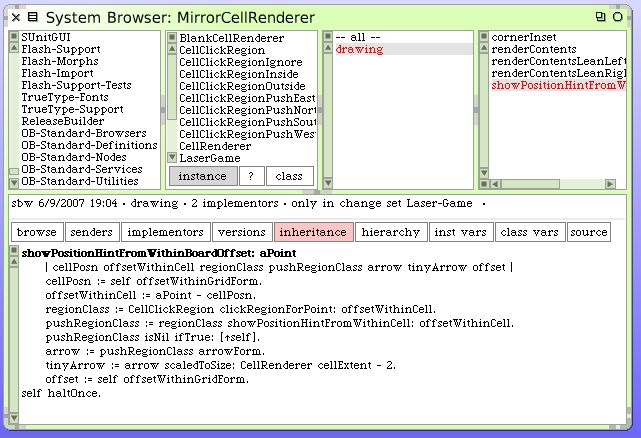 System Browser: MirrorCellRenderer
SUnitGUI
Flash-Support
Flash-Morphs
Flash-Import
Flash-Support-Tests
TrueType-Fonts
TrueType-Support
ReleaseBuilder
OB-Standard-Browsers
OB-Standard-Definitions
OB-Standard-Nodes
OB-Standard-Services
OB-Standard-Utilities
BlankCellRenderer
CellClickRegion
CellClickRegionIgnore
CellClickRegionInside
CellClickRegionOutside
CellClickRegionPushEast
CellClickRegionPushNort
CellClickRegionPushSout
CellClickRegionPushWes
CellRenderer
LaserGame
instance ? class
-- all --
drawing
cornerInset
renderContents
renderContentsLeanLeft
renderContentsLeanRig
showPositionHintFromW
sbw 6/9/2007 19:04 · drawing · 2 implementors · only in change set Laser-Game ·
browse senders implementors versions inheritance hierarchy inst vars class vars source
showPositionHintFromWithinBoardOffset: aPoint
| cellPosn offsetWithinCell regionClass pushRegionClass arrow tinyArrow offset |
cellPosn := self offsetWithinGridForm.
offsetWithinCell := aPoint - cellPosn.
regionClass := CellClickRegion clickRegionForPoint: offsetWithinCell.
pushRegionClass := regionClass showPositionHintFromWithinCell: offsetWithinCell.
pushRegionClass isNil ifTrue: [↑self].
arrow := pushRegionClass arrowForm.
tinyArrow := arrow scaledToSize: CellRenderer cellExtent - 2.
offset := self offsetWithinGridForm.
self haltOnce.